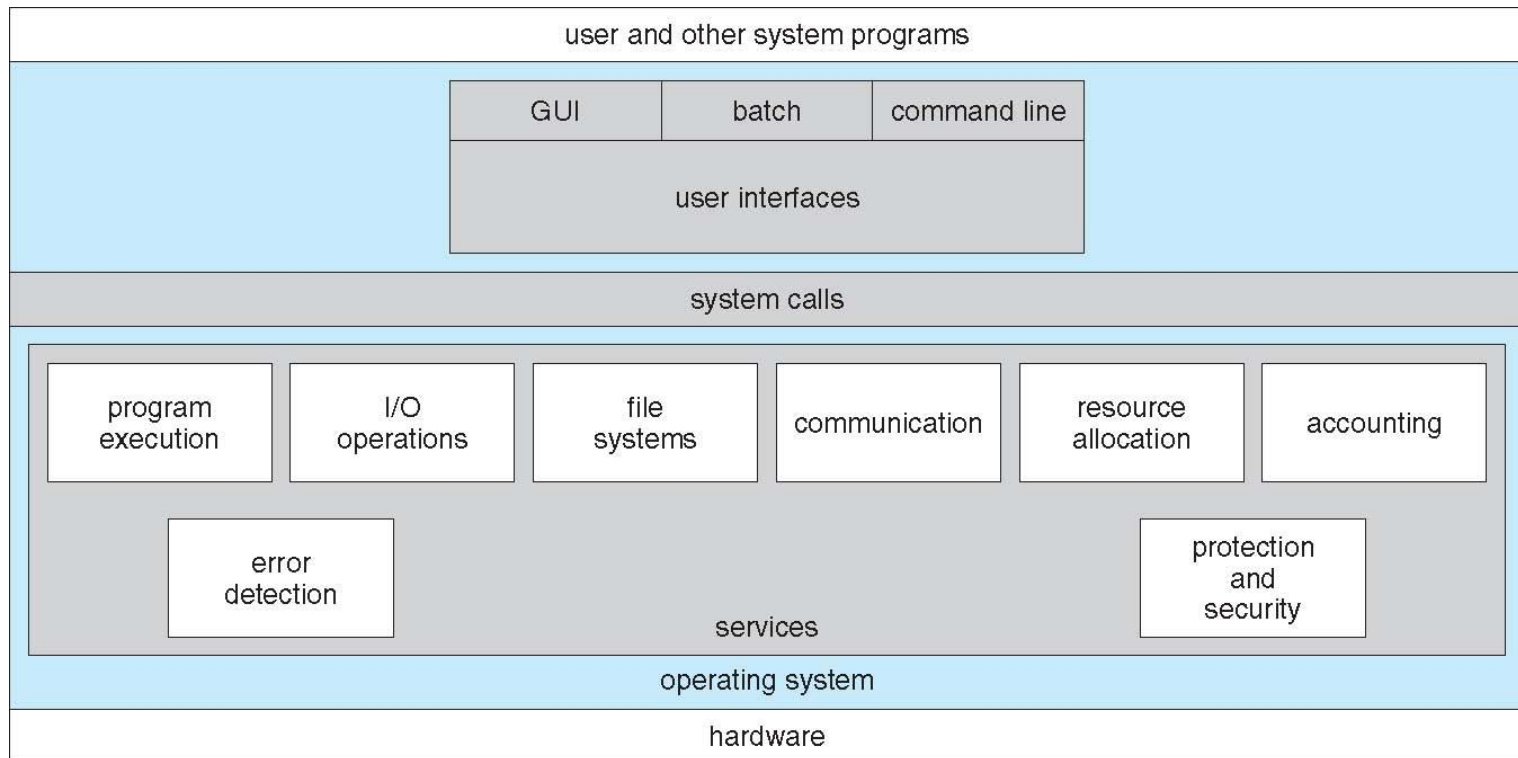 user and other system programs
GUI
batch
command line
user interfaces
system calls
program
execution
I/O
operations
file
systems
communication
resource
allocation
accounting
error
detection
protection
and
security
services
operating system
hardware